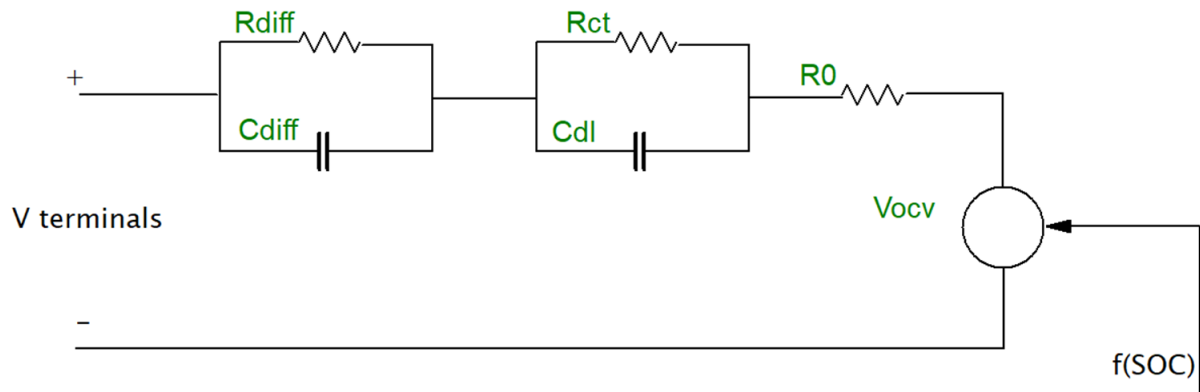 Rdiff
Rct
R0
+
Cdiff
Cdl
V terminals
Vocv
–
f(SOC)